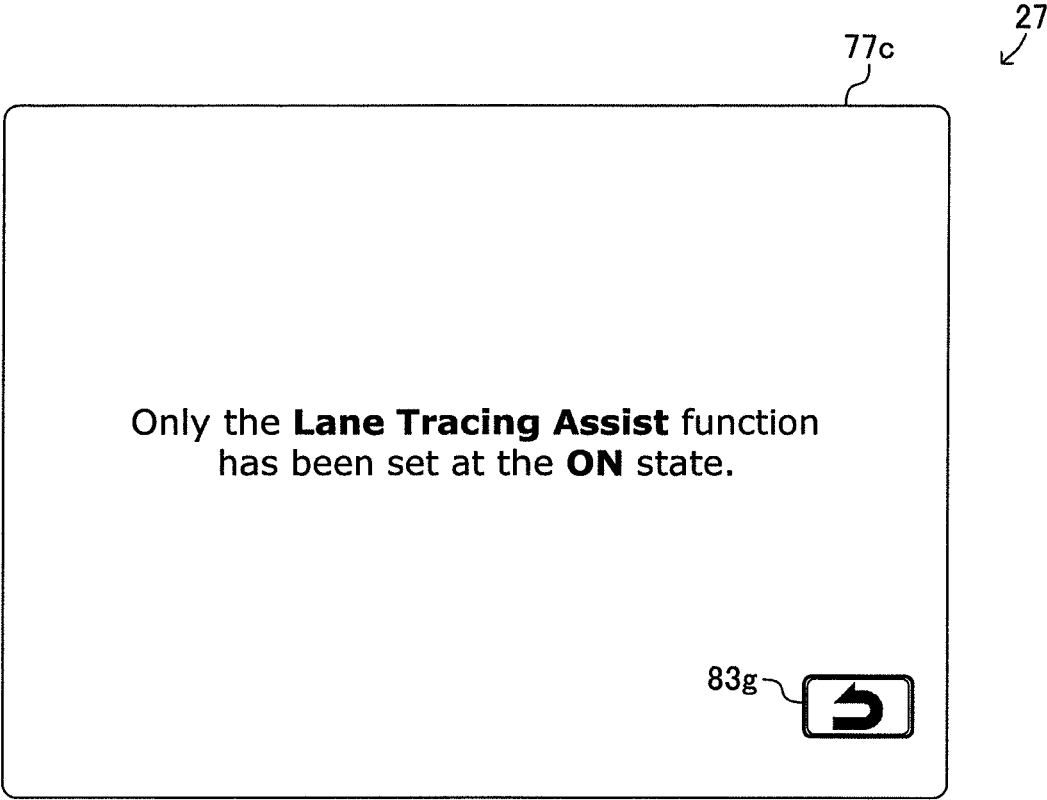 27
77c
Only the Lane Tracing Assist function
has been set at the ON state.
83g